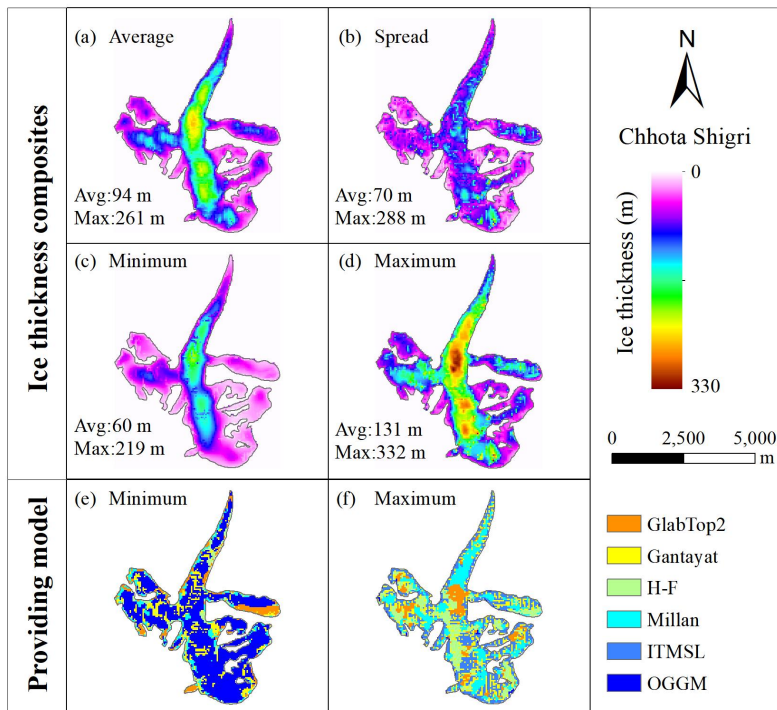 Ice thickness composites
(a) Average
Avg:94 m
Max:261 m
(b) Spread
Avg:70 m
Max:288 m
(c) Minimum
Avg:60 m
Max:219 m
(d) Maximum
Avg:131 m
Max:332 m
Providing model
(e) Minimum
(f) Maximum
N
Chhota Shigri
Ice thickness (m)
0
330
0 2,500 5,000
m
GlabTop2
Gantayat
H-F
Millan
ITMSL
OGGM